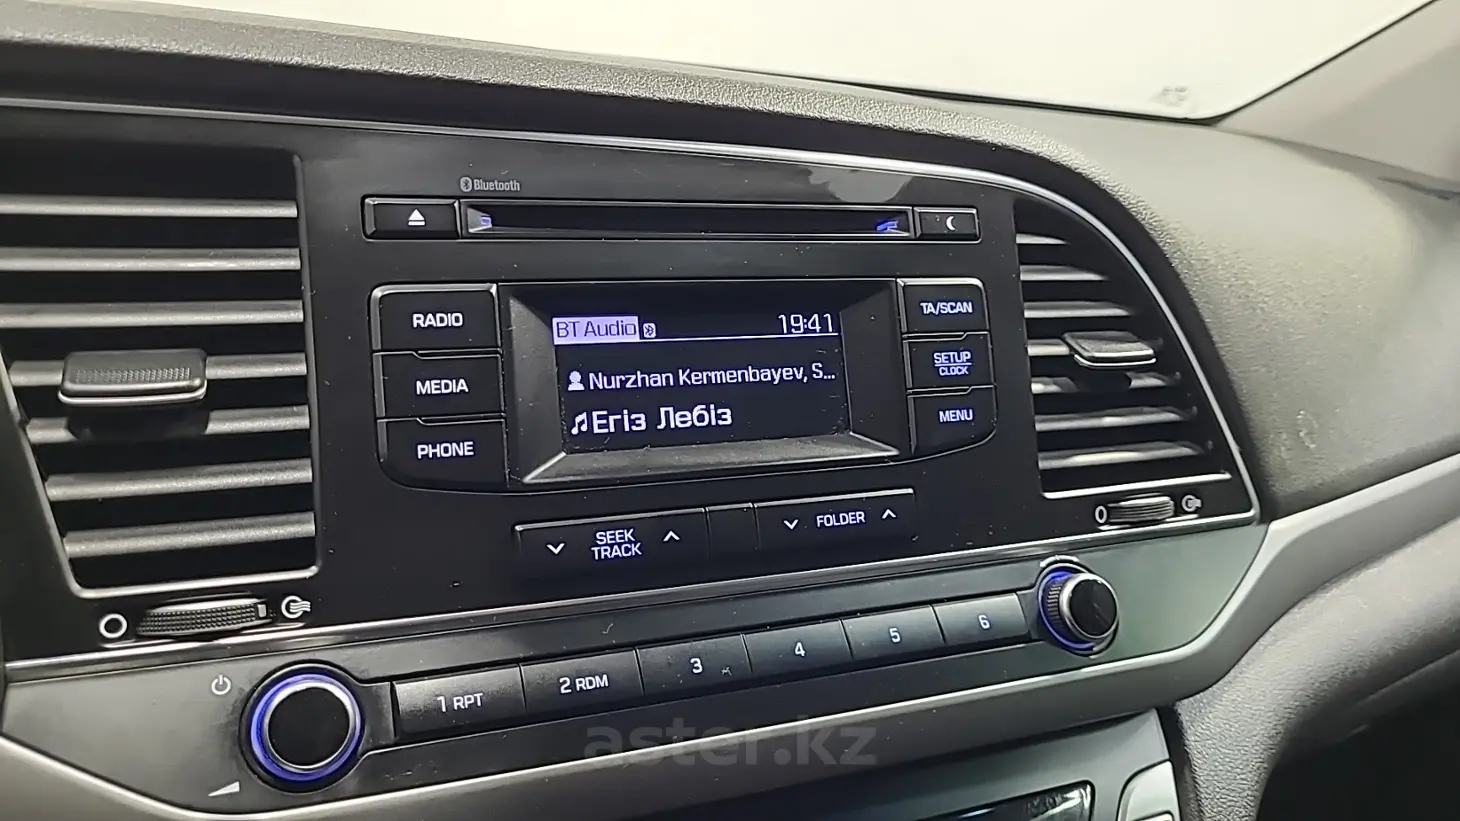 Bluetooth
RADIO
MEDIA
PHONE
BT Audio 19:41
Nurzhan Kermenbayev, S...
Егіз Лебіз
TA/SCAN
SETUP
CLOCK
MENU
SEEK
TRACK
FOLDER
1 RPT
2 RDM
3
4
5
6
aster.kz